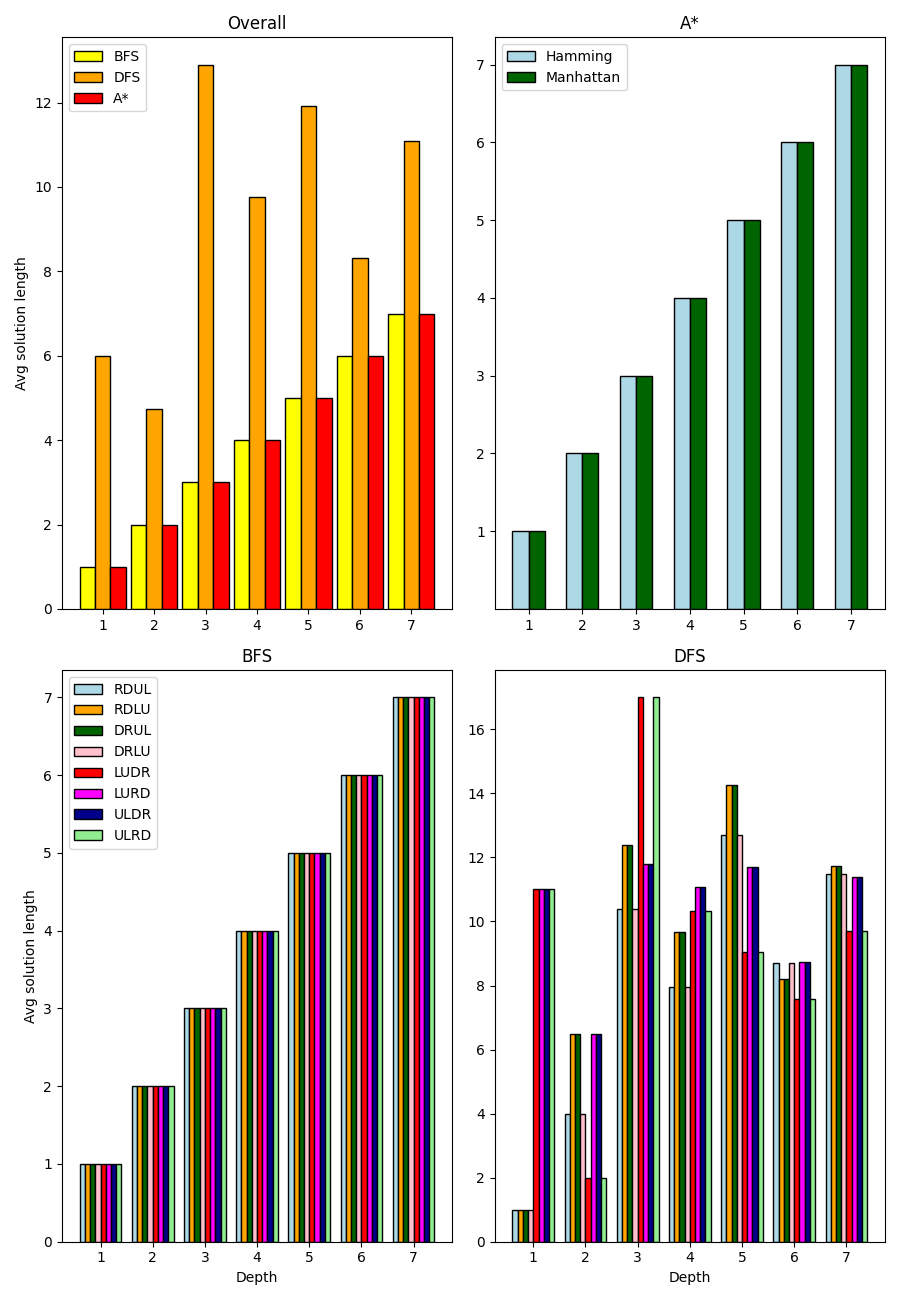 Overall
Avg solution length
12
10
8
6
4
2
0
BFS
DFS
A*
1 2 3 4 5 6 7
A*
7
6
5
4
3
2
1
Hamming
Manhattan
1 2 3 4 5 6 7
BFS
Avg solution length
7
6
5
4
3
2
1
0
RDUL
RDLU
DRUL
DRLU
LUDR
LURD
ULDR
ULRD
1 2 3 4 5 6 7
Depth
DFS
16
14
12
10
8
6
4
2
0
1 2 3 4 5 6 7
Depth